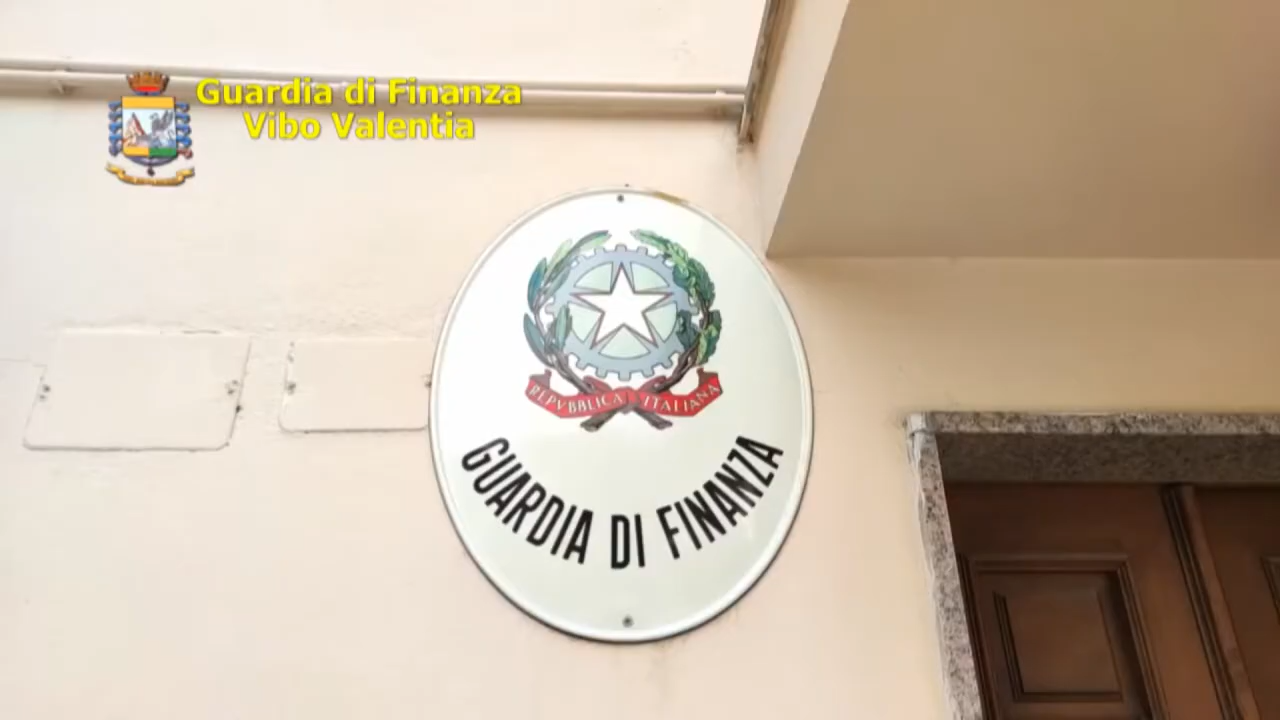 Guardia di Finanza
Vibo Valentia
REPVBBLICA ITALIANA
GUARDIA DI FINANZA